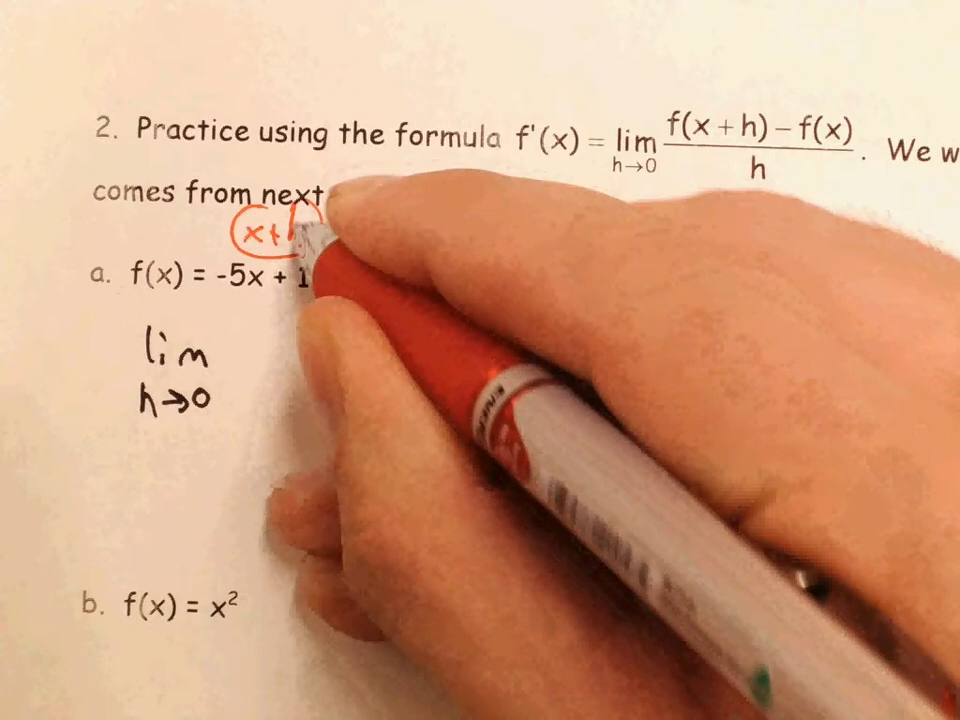 2. Practice using the formula f'(x) = lim h→0 f(x + h) – f(x) / h . We w
comes from next
(x+h
a. f(x) = -5x + 1
lim
h→0
b. f(x) = x²